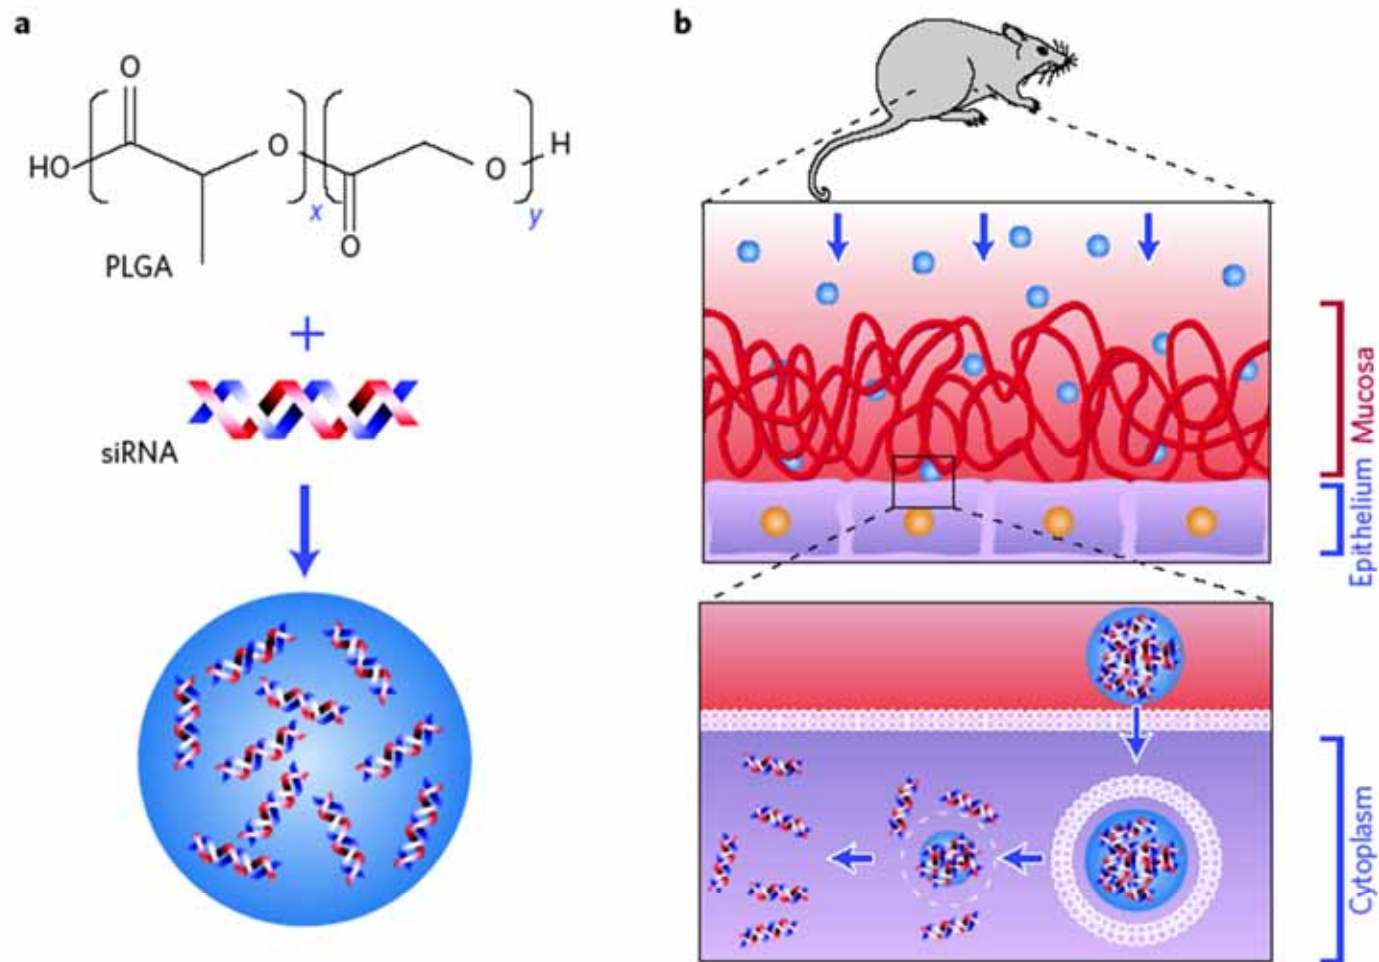 a
O
HO
O
x
O
O
y
H
PLGA
+
siRNA
b
Mucosa
Epithelium
Cytoplasm